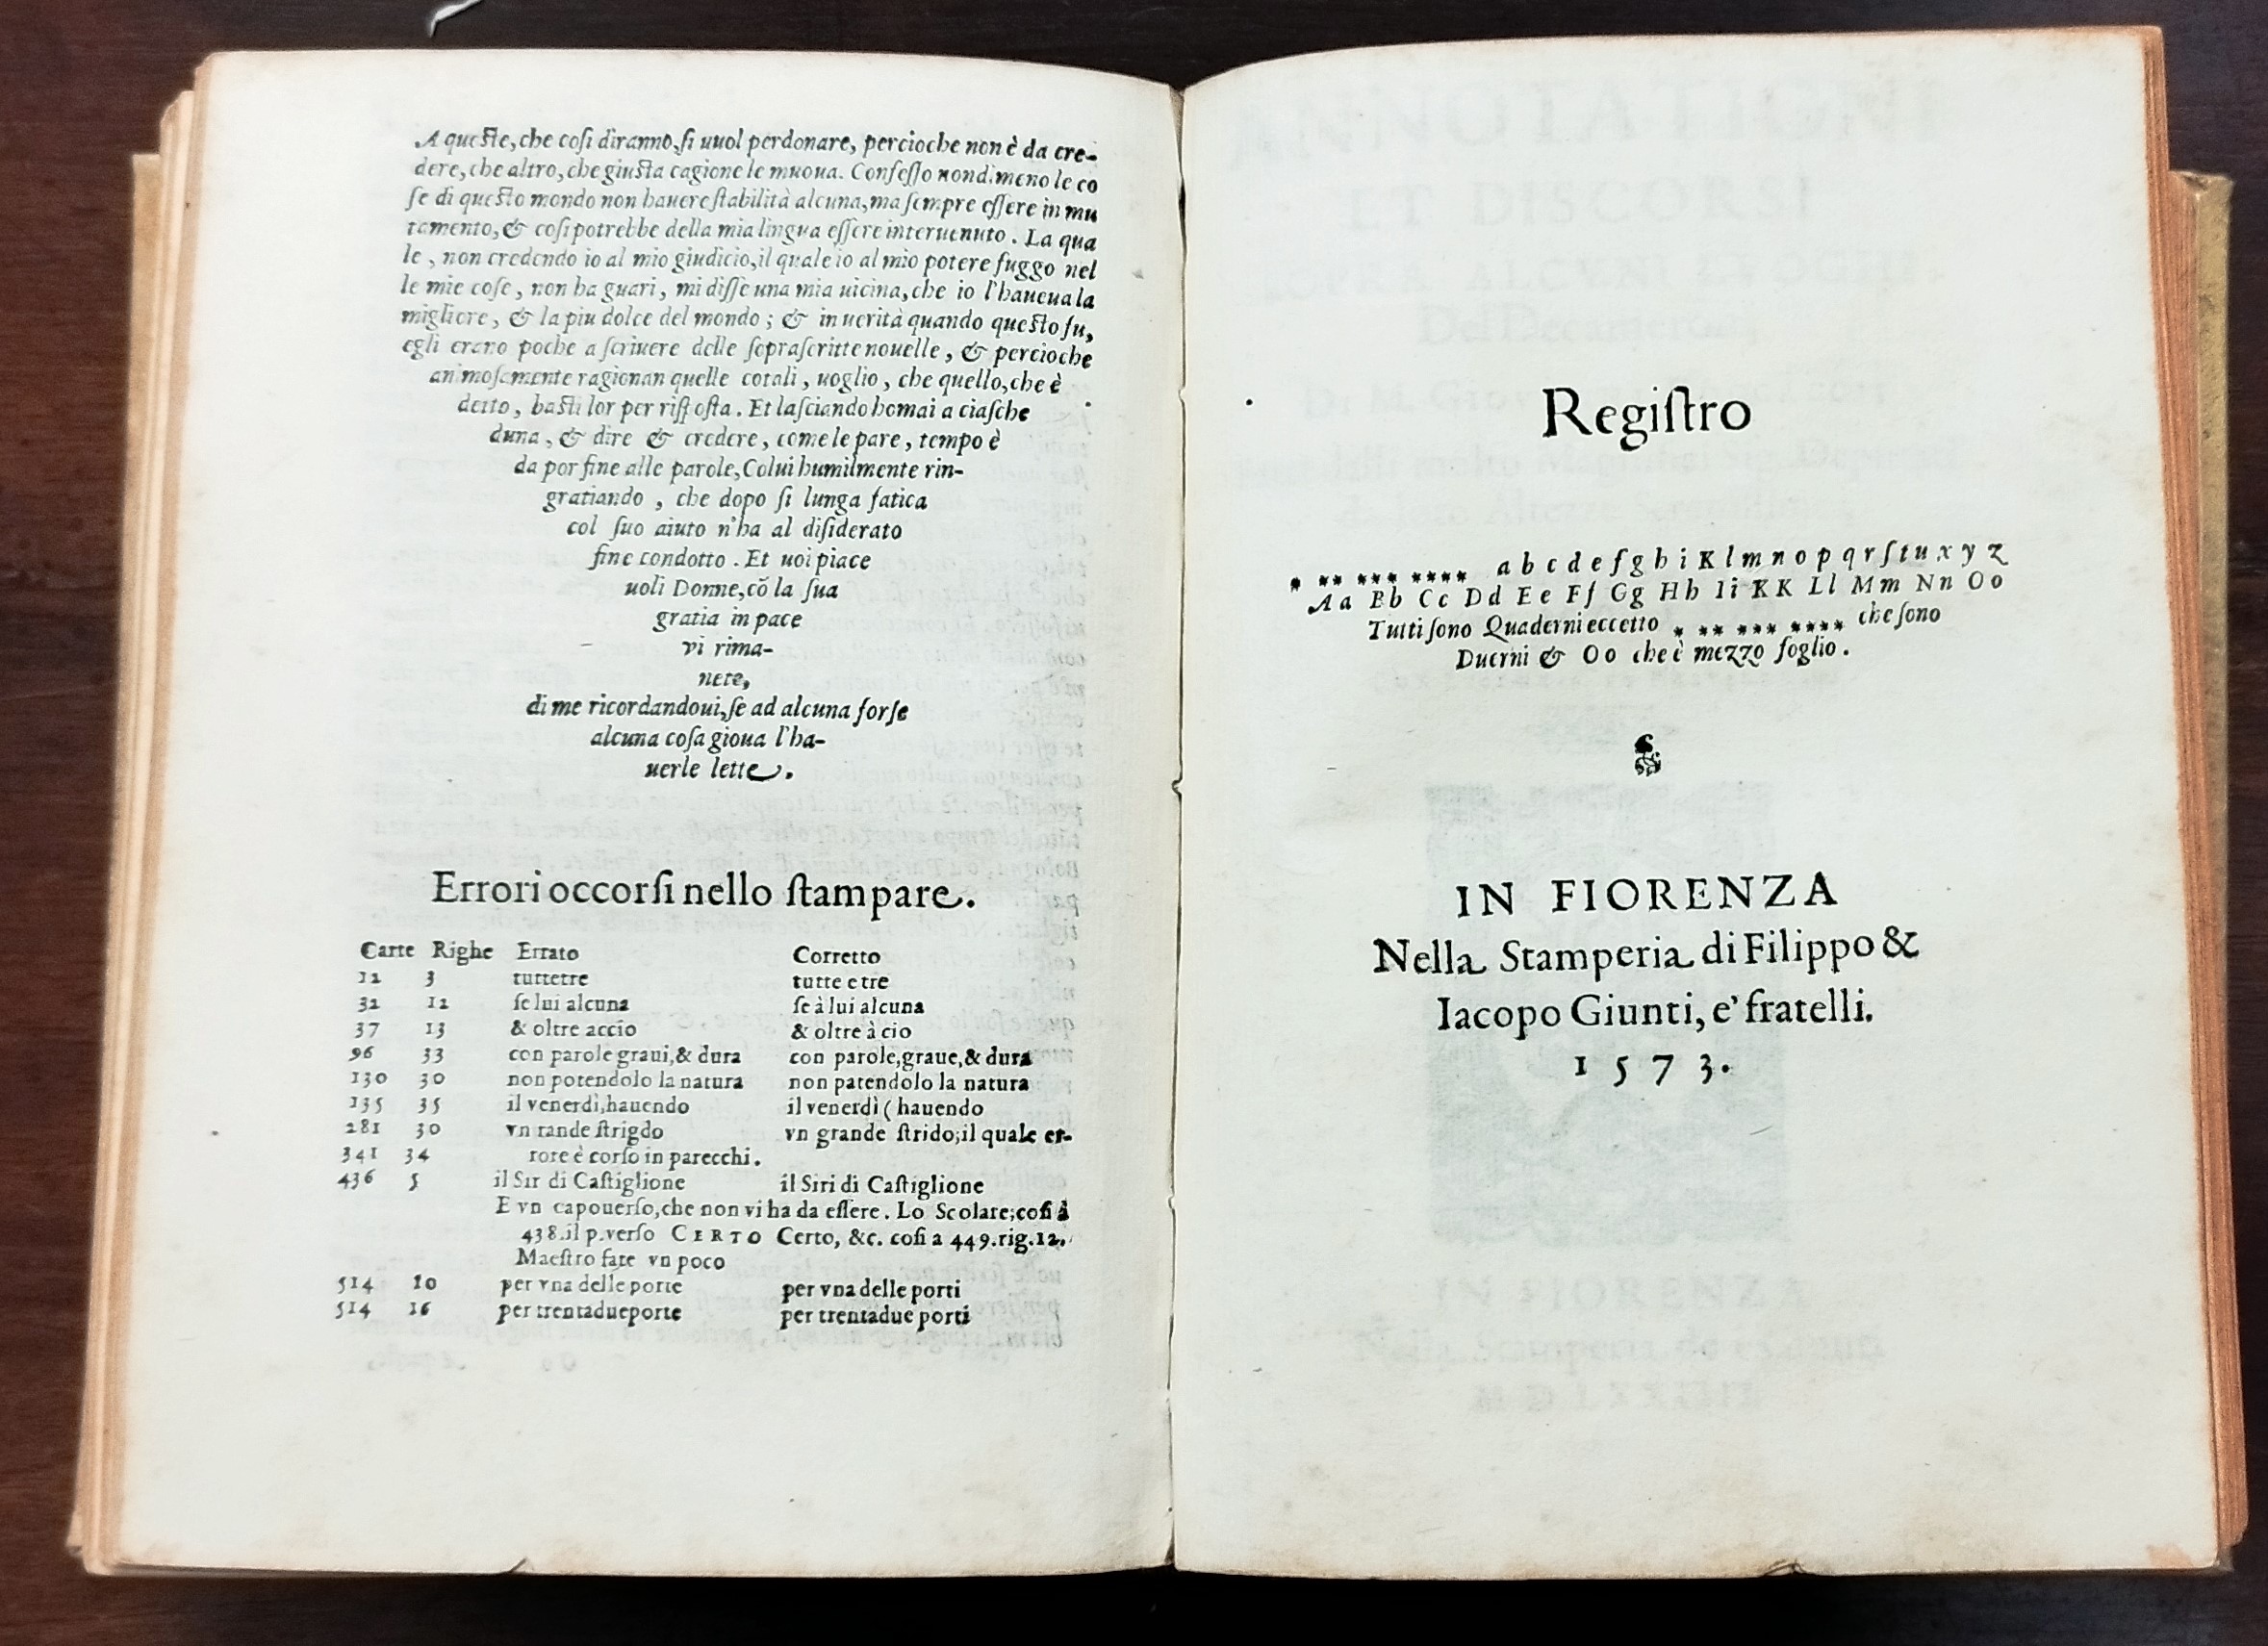 A queſte, che coſi diranno, ſi uuol perdonare, percioche non è da cre-
dere, che altro, che giuſta cagione le muoua. Confeſſo nondimeno le co
ſe di queſto mondo non hauere ſtabilità alcuna, ma ſempre eſſere in mu
tamento, & coſi potrebbe della mia lingua eſſere interuenuto. La qua
le, non credendo io al mio giudicio, il quale io al mio potere fuggo nel
le mie coſe, non ha guari, mi diſſe una mia uicina, che io l'haueua la
migliore, & la piu dolce del mondo; & in uerità quando queſto fu,
egli erano poche a ſcriuere delle ſopraſcritte nouelle, & percioche
animoſamente ragionan quelle cotali, uoglio, che quello, che è
detto, baſti lor per riſpoſta. Et laſciando homai a ciaſche
duna, & dire & credere, come le pare, tempo è
da por fine alle parole, Colui humilmente rin-
gratiando, che dopo ſi lunga fatica
col ſuo aiuto n'ha al diſiderato
fine condotto. Et uoi piace
uoli Donne, cõ la ſua
gratia in pace
vi rima-
nete,
di me ricordandoui, ſe ad alcuna forſe
alcuna coſa gioua l'ha-
uerle lette.
Errori occorſi nello ſtampare.
Carte Righe Errato Corretto
12 3 tuttetre tutte e tre
32 12 ſe lui alcuna ſe à lui alcuna
37 13 & oltre accio & oltre à cio
96 33 con parole graui, & dura con parole, graue, & dura
130 30 non potendolo la natura non patendolo la natura
135 35 il venerdì, hauendo il venerdì ( hauendo
281 30 vn rande ſtrigdo vn grande ſtrido; il quale er-
341 34 rore è corſo in parecchi.
436 5 il Sir di Caſtiglione il Siri di Caſtiglione
E vn capouerſo, che non vi ha da eſſere. Lo Scolare; coſi à
438. il p. verſo CERTO Certo, &c. coſi a 449. rig. 12.
Maeſtro fate vn poco
514 10 per vna delle porte per vna delle porti
514 16 per trentadue porte per trentadue porti
Regiſtro
* ** *** **** a b c d e f g h i K l m n o p q r ſ t u x y z
Aa Bb Cc Dd Ee Ff Gg Hh Ii KK Ll Mm Nn Oo
Tutti ſono Quaderni eccetto * ** *** **** che ſono
Duerni & Oo che è mezzo foglio.
IN FIORENZA
Nella Stamperia di Filippo &
Iacopo Giunti, e' fratelli.
1573.